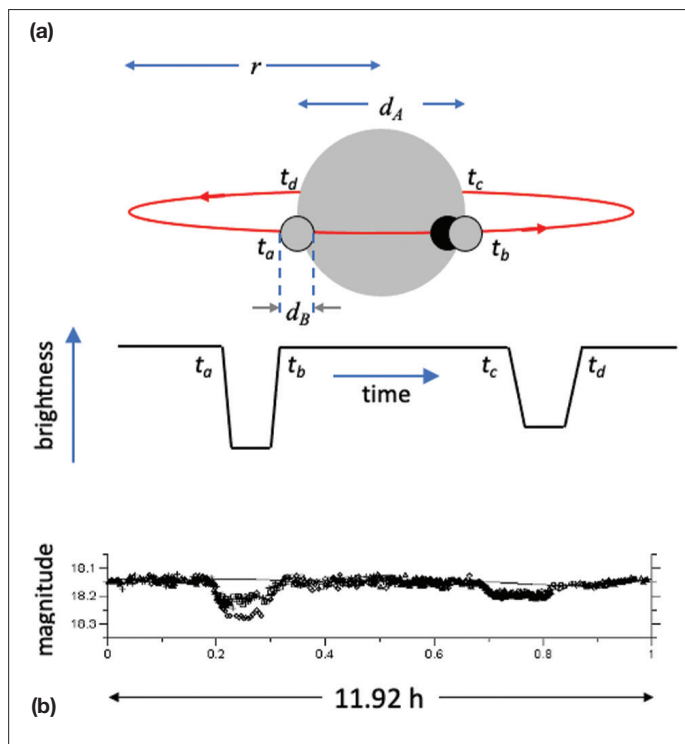 (a)
r
d_A
t_d
t_c
t_a
t_b
d_B
brightness
t_a
t_b
t_c
t_d
time
magnitude
18.1
18.2
18.3
0
0.2
0.4
0.6
0.8
1
(b)
11.92 h